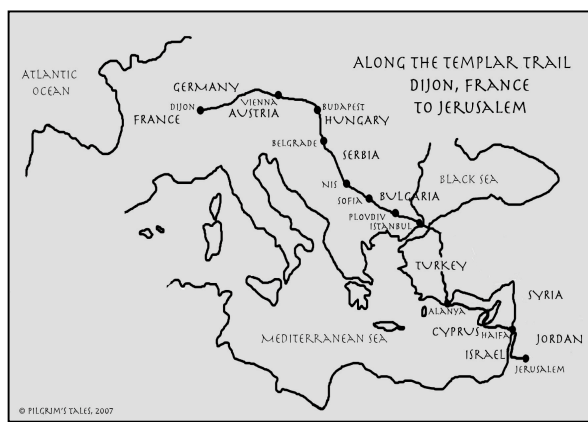 ALONG THE TEMPLAR TRAIL
DIJON, FRANCE
TO JERUSALEM
ATLANTIC
OCEAN
GERMANY
DIJON
FRANCE
VIENNA
AUSTRIA
BUDAPEST
HUNGARY
BELGRADE
SERBIA
BLACK SEA
NIS
SOFIA
BULGARIA
PLOVDIV
ISTANBUL
TURKEY
SYRIA
ALANYA
CYPRUS
HAIFA
JORDAN
MEDITERRANEAN SEA
ISRAEL
JERUSALEM
© PILGRIM'S TALES, 2007